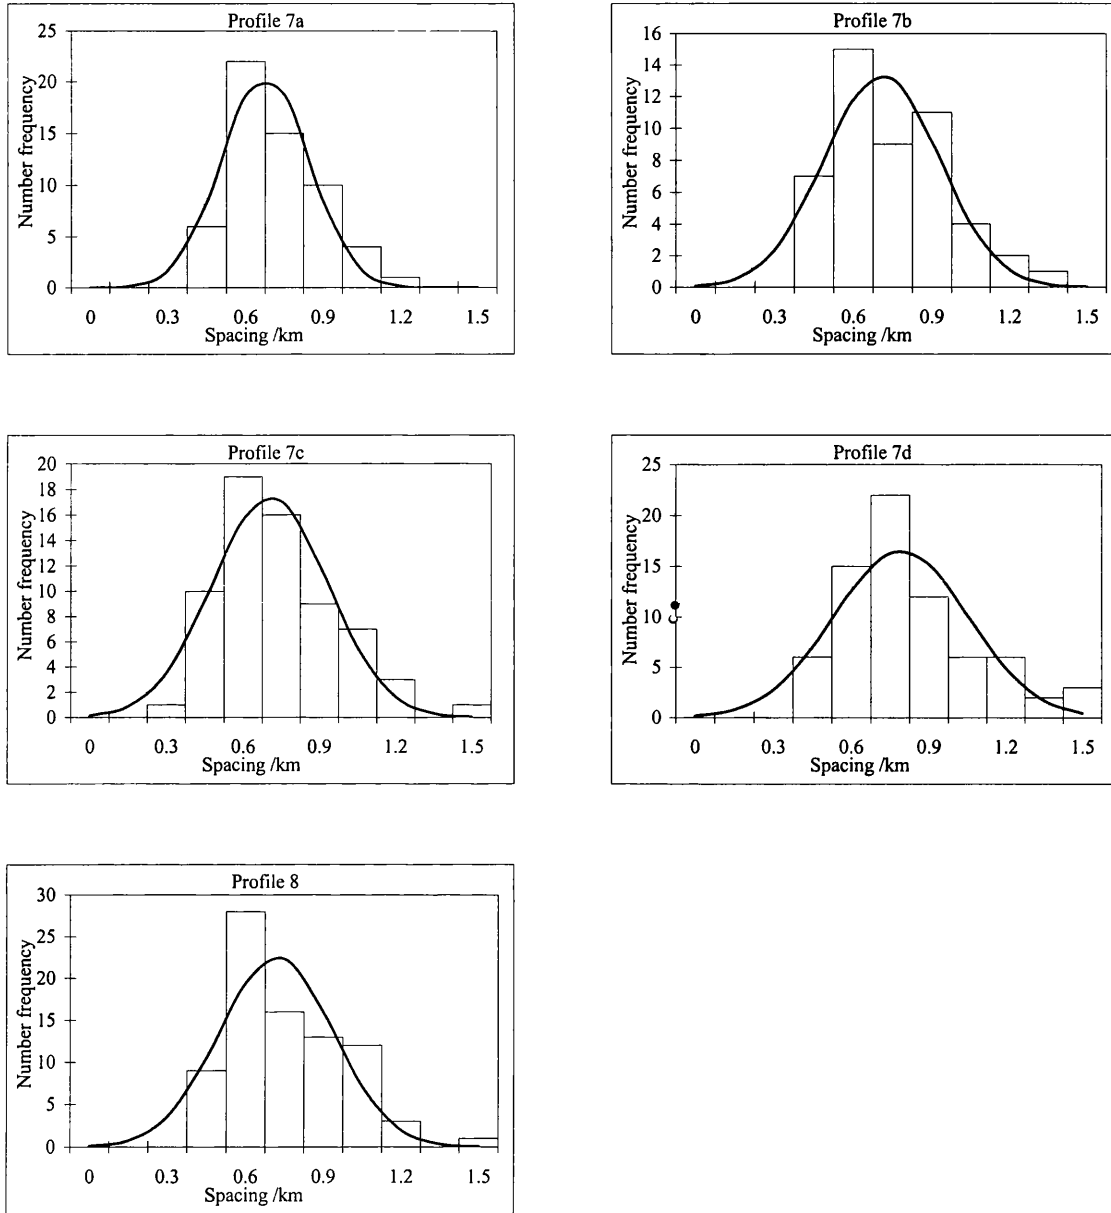 Profile 7a
Number frequency
25
20
15
10
5
0
0 0.3 0.6 0.9 1.2 1.5
Spacing /km
Profile 7b
Number frequency
16
14
12
10
8
6
4
2
0
0 0.3 0.6 0.9 1.2 1.5
Spacing /km
Profile 7c
Number frequency
20
18
16
14
12
10
8
6
4
2
0
0 0.3 0.6 0.9 1.2 1.5
Spacing /km
Profile 7d
Number frequency
25
20
15
10
5
0
0 0.3 0.6 0.9 1.2 1.5
Spacing /km
Profile 8
Number frequency
30
25
20
15
10
5
0
0 0.3 0.6 0.9 1.2 1.5
Spacing /km